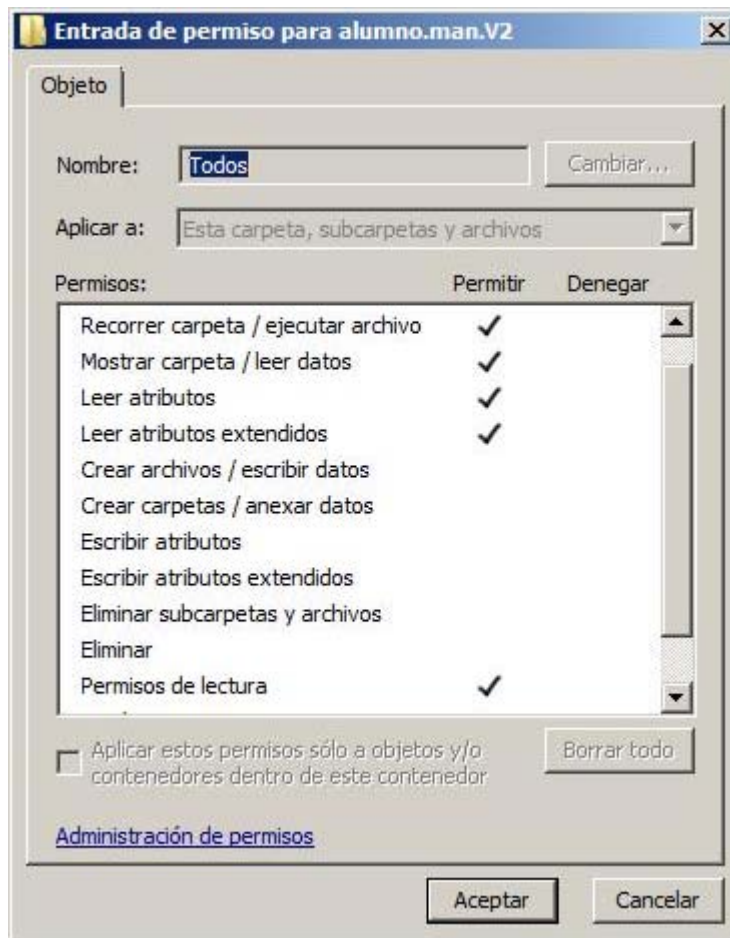 Entrada de permiso para alumno.man.V2
Objeto
Nombre: Todos Cambiar...
Aplicar a: Esta carpeta, subcarpetas y archivos
Permisos: Permitir Denegar
Recorrer carpeta / ejecutar archivo
Mostrar carpeta / leer datos
Leer atributos
Leer atributos extendidos
Crear archivos / escribir datos
Crear carpetas / anexar datos
Escribir atributos
Escribir atributos extendidos
Eliminar subcarpetas y archivos
Eliminar
Permisos de lectura
Aplicar estos permisos sólo a objetos y/o
contenedores dentro de este contenedor
Borrar todo
Administración de permisos
Aceptar Cancelar